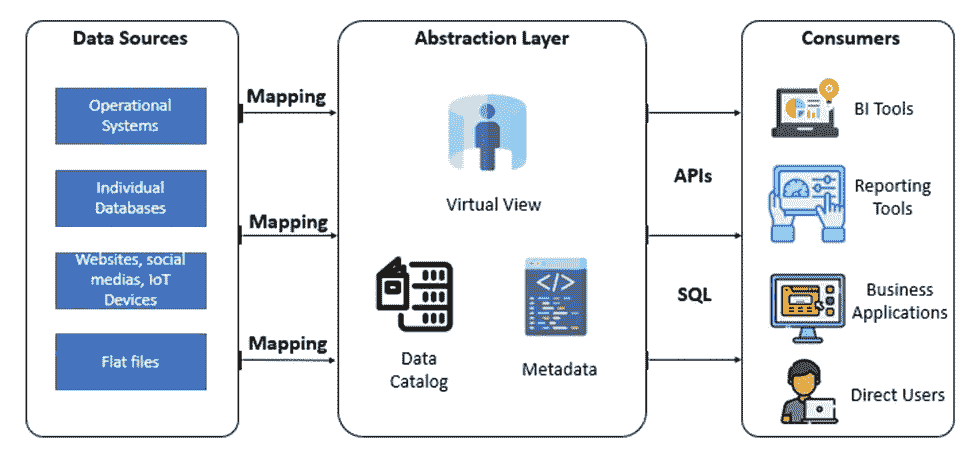 Data Sources
Operational
Systems
Individual
Databases
Websites, social
medias, IoT
Devices
Flat files
Mapping
Mapping
Mapping
Abstraction Layer
Virtual View
</>
Data
Catalog
Metadata
APIs
SQL
Consumers
BI Tools
Reporting
Tools
Business
Applications
Direct Users